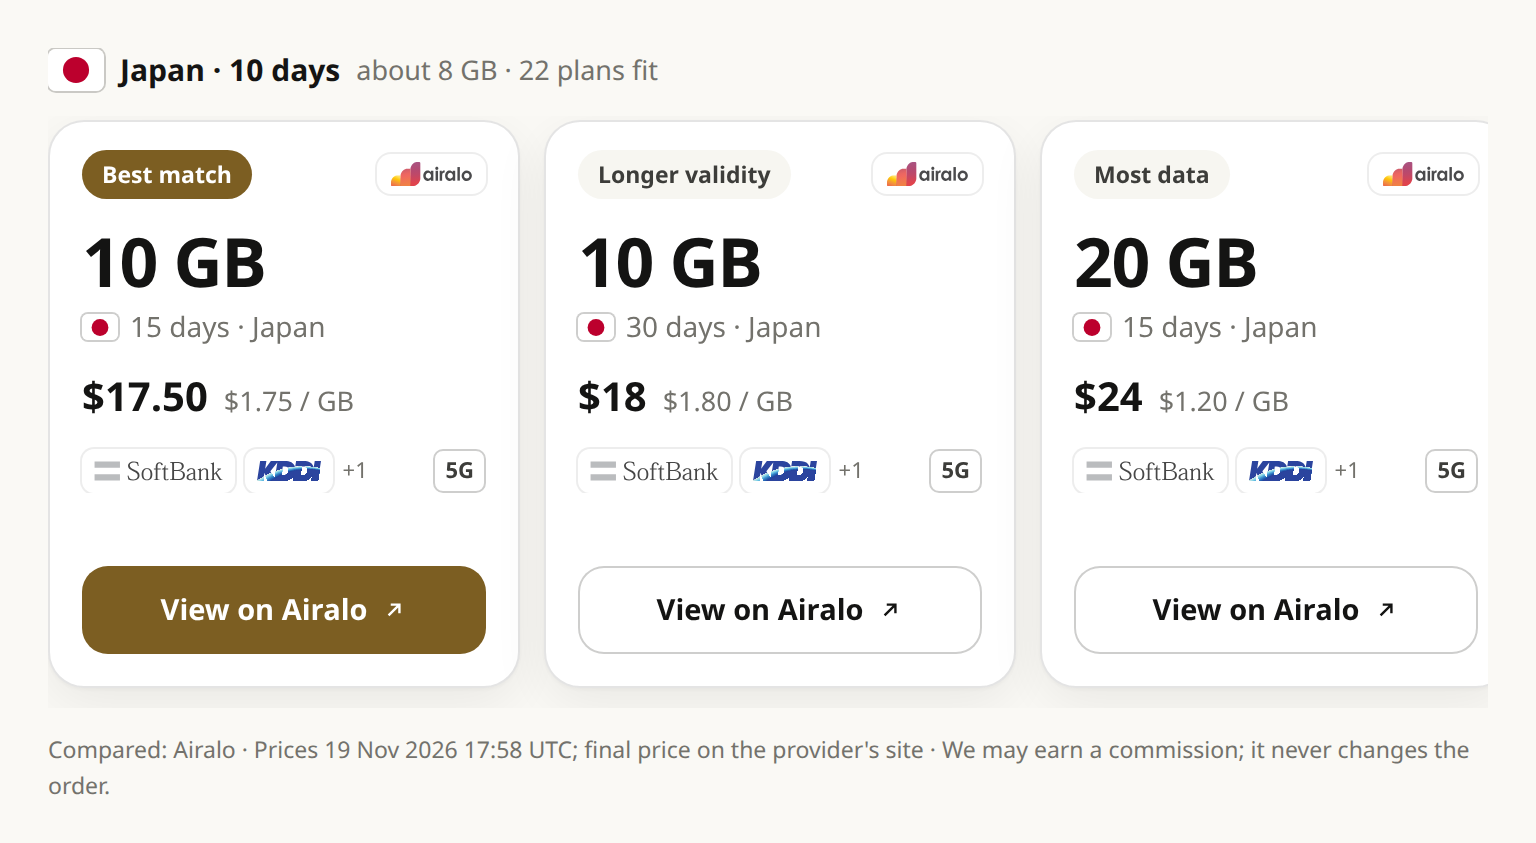 Japan · 10 days about 8 GB · 22 plans fit
Best match airalo
10 GB
15 days · Japan
$17.50 $1.75 / GB
SoftBank KDDI +1 5G
View on Airalo ↗
Longer validity airalo
10 GB
30 days · Japan
$18 $1.80 / GB
SoftBank KDDI +1 5G
View on Airalo ↗
Most data airalo
20 GB
15 days · Japan
$24 $1.20 / GB
SoftBank KDDI +1 5G
View on Airalo ↗
Compared: Airalo · Prices 19 Nov 2026 17:58 UTC; final price on the provider's site · We may earn a commission; it never changes the
order.